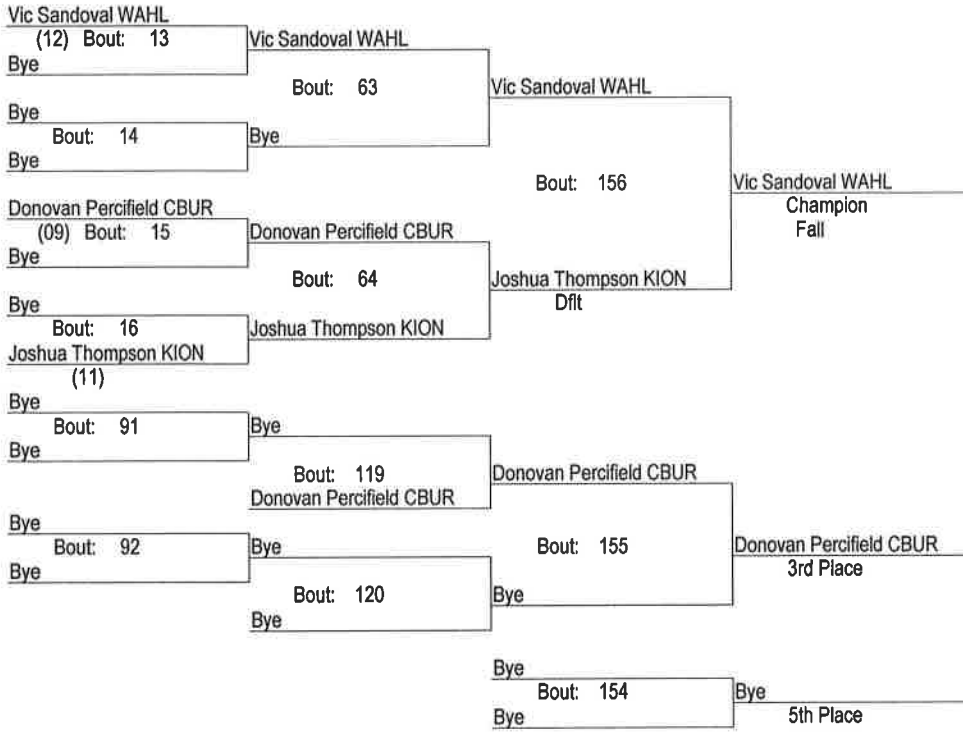 Vic Sandoval WAHL
(12) Bout: 13
Bye
Vic Sandoval WAHL
Bout: 63
Vic Sandoval WAHL
Bye
Bout: 14
Bye
Bye
Bout: 156
Vic Sandoval WAHL
Champion
Fall
Donovan Percifield CBUR
(09) Bout: 15
Bye
Donovan Percifield CBUR
Bout: 64
Joshua Thompson KION
Dflt
Bye
Bout: 16
Joshua Thompson KION
Joshua Thompson KION
(11)
Bye
Bout: 91
Bye
Bye
Bout: 119
Donovan Percifield CBUR
Donovan Percifield CBUR
Bye
Bout: 92
Bye
Bye
Bout: 120
Bye
Bout: 155
Bye
Donovan Percifield CBUR
3rd Place
Bye
Bout: 154
Bye
Bye
5th Place